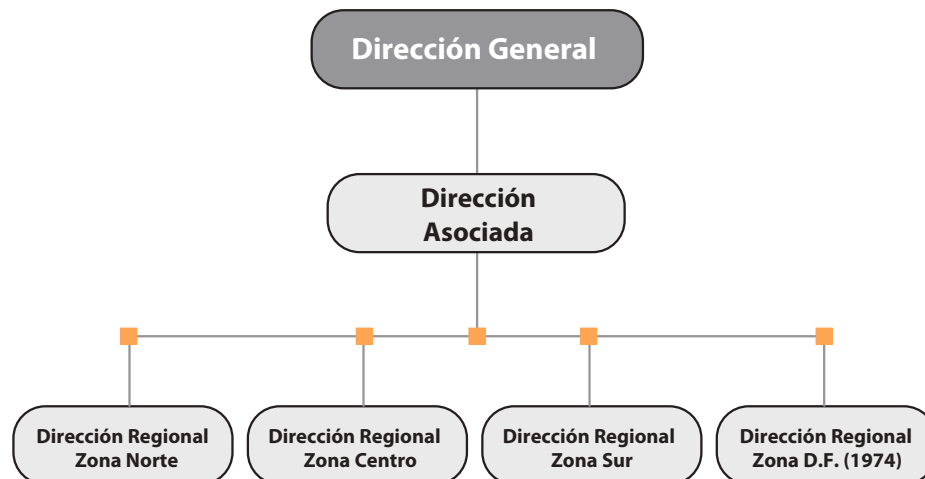 Dirección General
Dirección
Asociada
Dirección Regional
Zona Norte
Dirección Regional
Zona Centro
Dirección Regional
Zona Sur
Dirección Regional
Zona D.F. (1974)